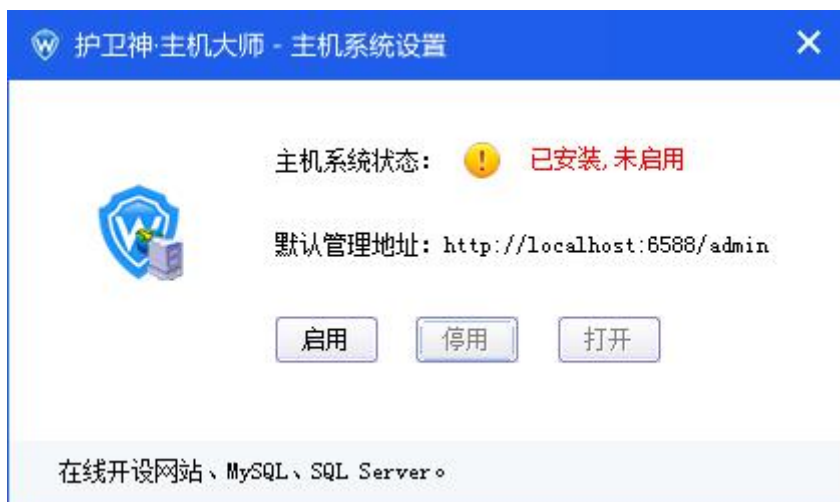 护卫神·主机大师 - 主机系统设置
主机系统状态： 已安装,未启用
默认管理地址：http://localhost:6588/admin
启用 停用 打开
在线开设网站、MySQL、SQL Server。